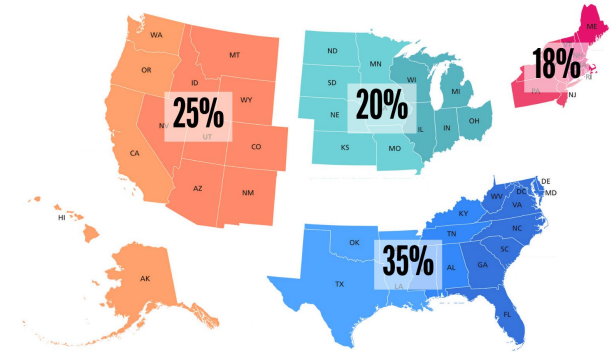 WA
MT
OR
ID
WY
NV
UT
CO
CA
AZ
NM
25%
HI
AK
ND
MN
SD
WI
MI
NE
IL
IN
OH
KS
MO
20%
ME
18%
RI
PA
NJ
DE
MD
DC
WV
VA
KY
NC
TN
OK
SC
35%
AL
GA
TX
LA
FL